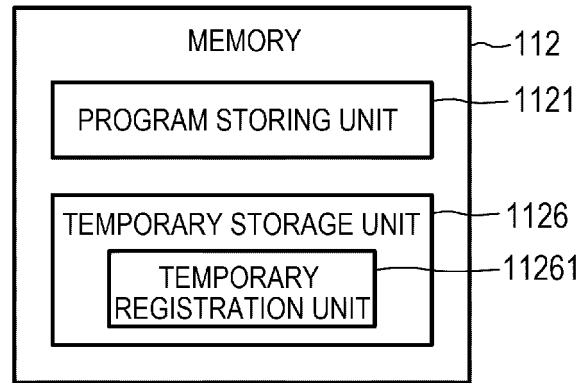 MEMORY
112
PROGRAM STORING UNIT
1121
TEMPORARY STORAGE UNIT
1126
TEMPORARY
REGISTRATION UNIT
11261